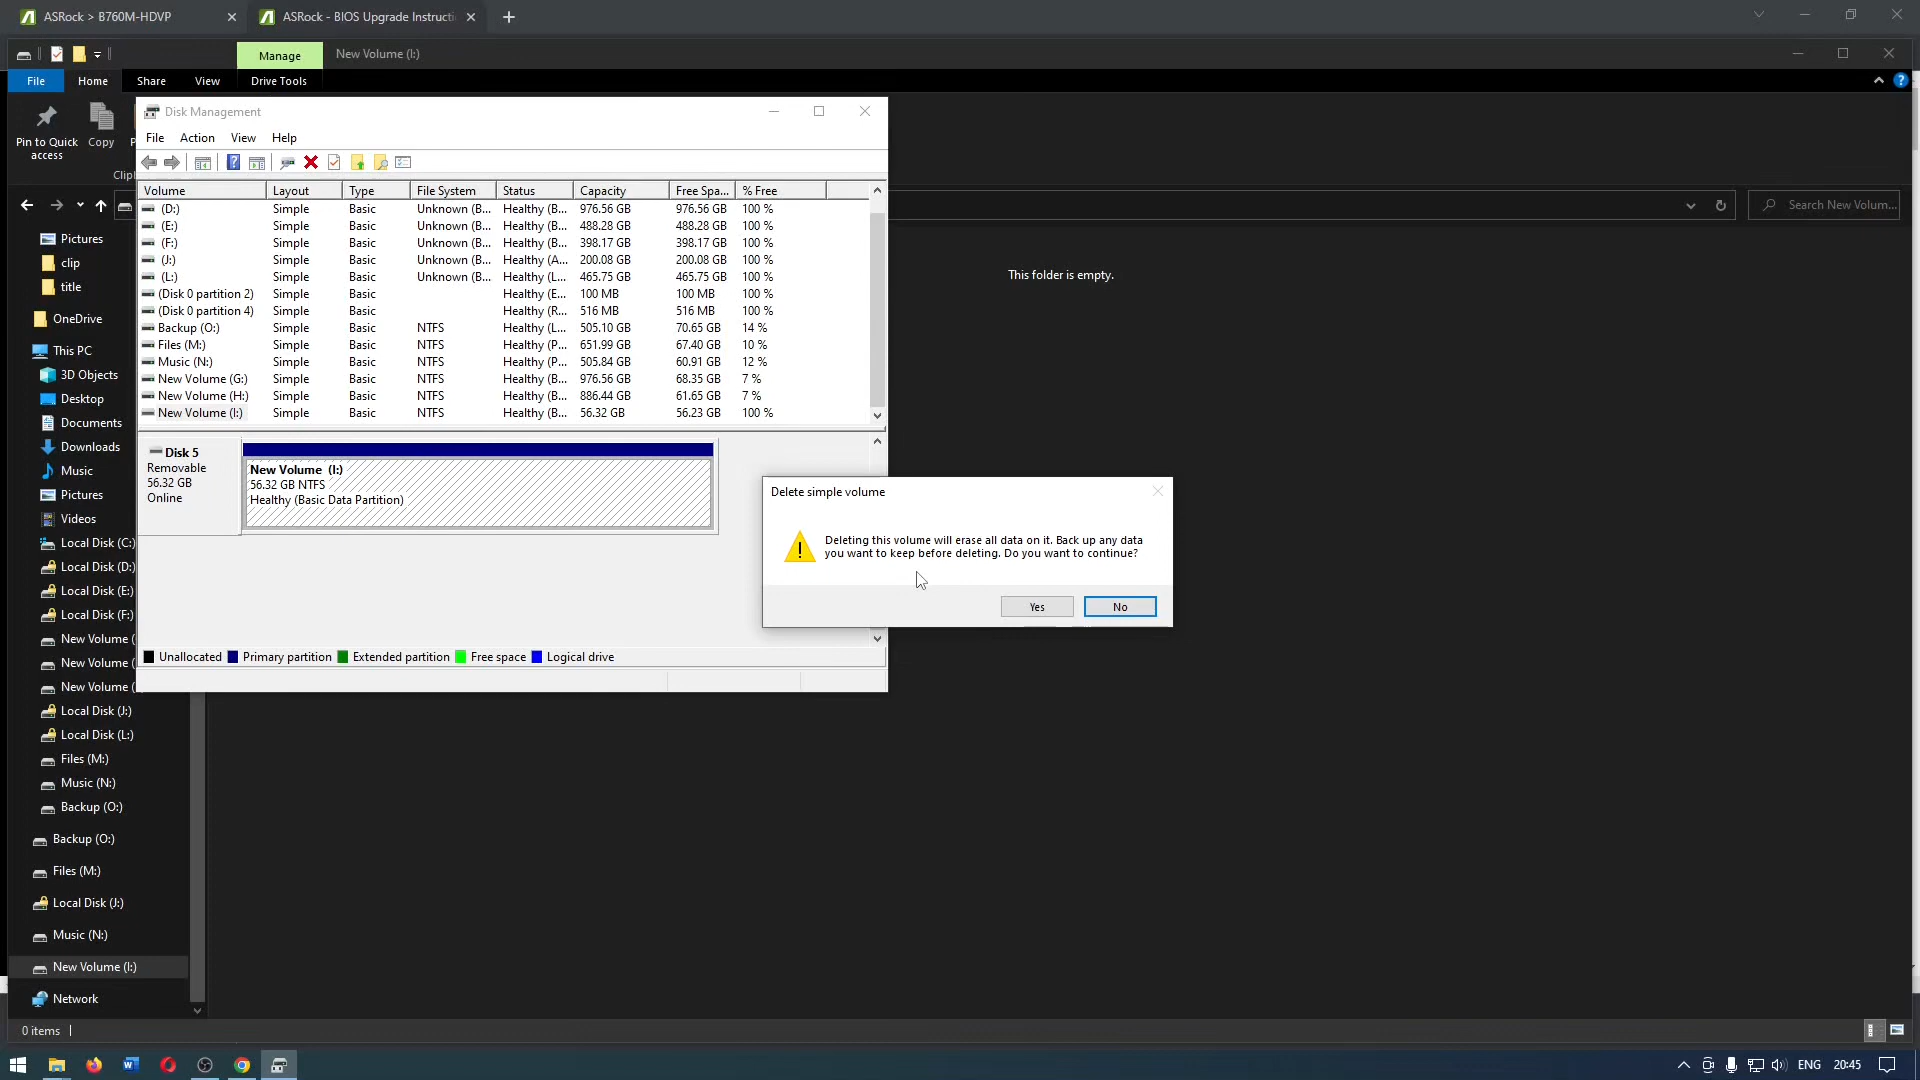 ASRock > B760M-HDVP
ASRock - BIOS Upgrade Instructi
Manage
New Volume (I:)
File
Home
Share
View
Drive Tools
Pin to Quick
access
Copy
Clip
Disk Management
File
Action
View
Help
Volume Layout Type File System Status Capacity Free Spa... % Free
(D:) Simple Basic Unknown (B... Healthy (B... 976.56 GB 976.56 GB 100 %
(E:) Simple Basic Unknown (B... Healthy (B... 488.28 GB 488.28 GB 100 %
(F:) Simple Basic Unknown (B... Healthy (B... 398.17 GB 398.17 GB 100 %
(J:) Simple Basic Unknown (B... Healthy (A... 200.08 GB 200.08 GB 100 %
(L:) Simple Basic Unknown (B... Healthy (L... 465.75 GB 465.75 GB 100 %
(Disk 0 partition 2) Simple Basic Healthy (E... 100 MB 100 MB 100 %
(Disk 0 partition 4) Simple Basic Healthy (R... 516 MB 516 MB 100 %
Backup (O:) Simple Basic NTFS Healthy (L... 505.10 GB 70.65 GB 14 %
Files (M:) Simple Basic NTFS Healthy (P... 651.99 GB 67.40 GB 10 %
Music (N:) Simple Basic NTFS Healthy (P... 505.84 GB 60.91 GB 12 %
New Volume (G:) Simple Basic NTFS Healthy (B... 976.56 GB 68.35 GB 7 %
New Volume (H:) Simple Basic NTFS Healthy (B... 886.44 GB 61.65 GB 7 %
New Volume (I:) Simple Basic NTFS Healthy (B... 56.32 GB 56.23 GB 100 %
Disk 5
Removable
56.32 GB
Online
New Volume (I:)
56.32 GB NTFS
Healthy (Basic Data Partition)
Unallocated Primary partition Extended partition Free space Logical drive
Delete simple volume
Deleting this volume will erase all data on it. Back up any data
you want to keep before deleting. Do you want to continue?
Yes
No
Search New Volum...
This folder is empty.
Pictures
clip
title
OneDrive
This PC
3D Objects
Desktop
Documents
Downloads
Music
Pictures
Videos
Local Disk (C:)
Local Disk (D:)
Local Disk (E:)
Local Disk (F:)
New Volume (
New Volume (
New Volume (
Local Disk (J:)
Local Disk (L:)
Files (M:)
Music (N:)
Backup (O:)
Backup (O:)
Files (M:)
Local Disk (J:)
Music (N:)
New Volume (I:)
Network
0 items
ENG
20:45